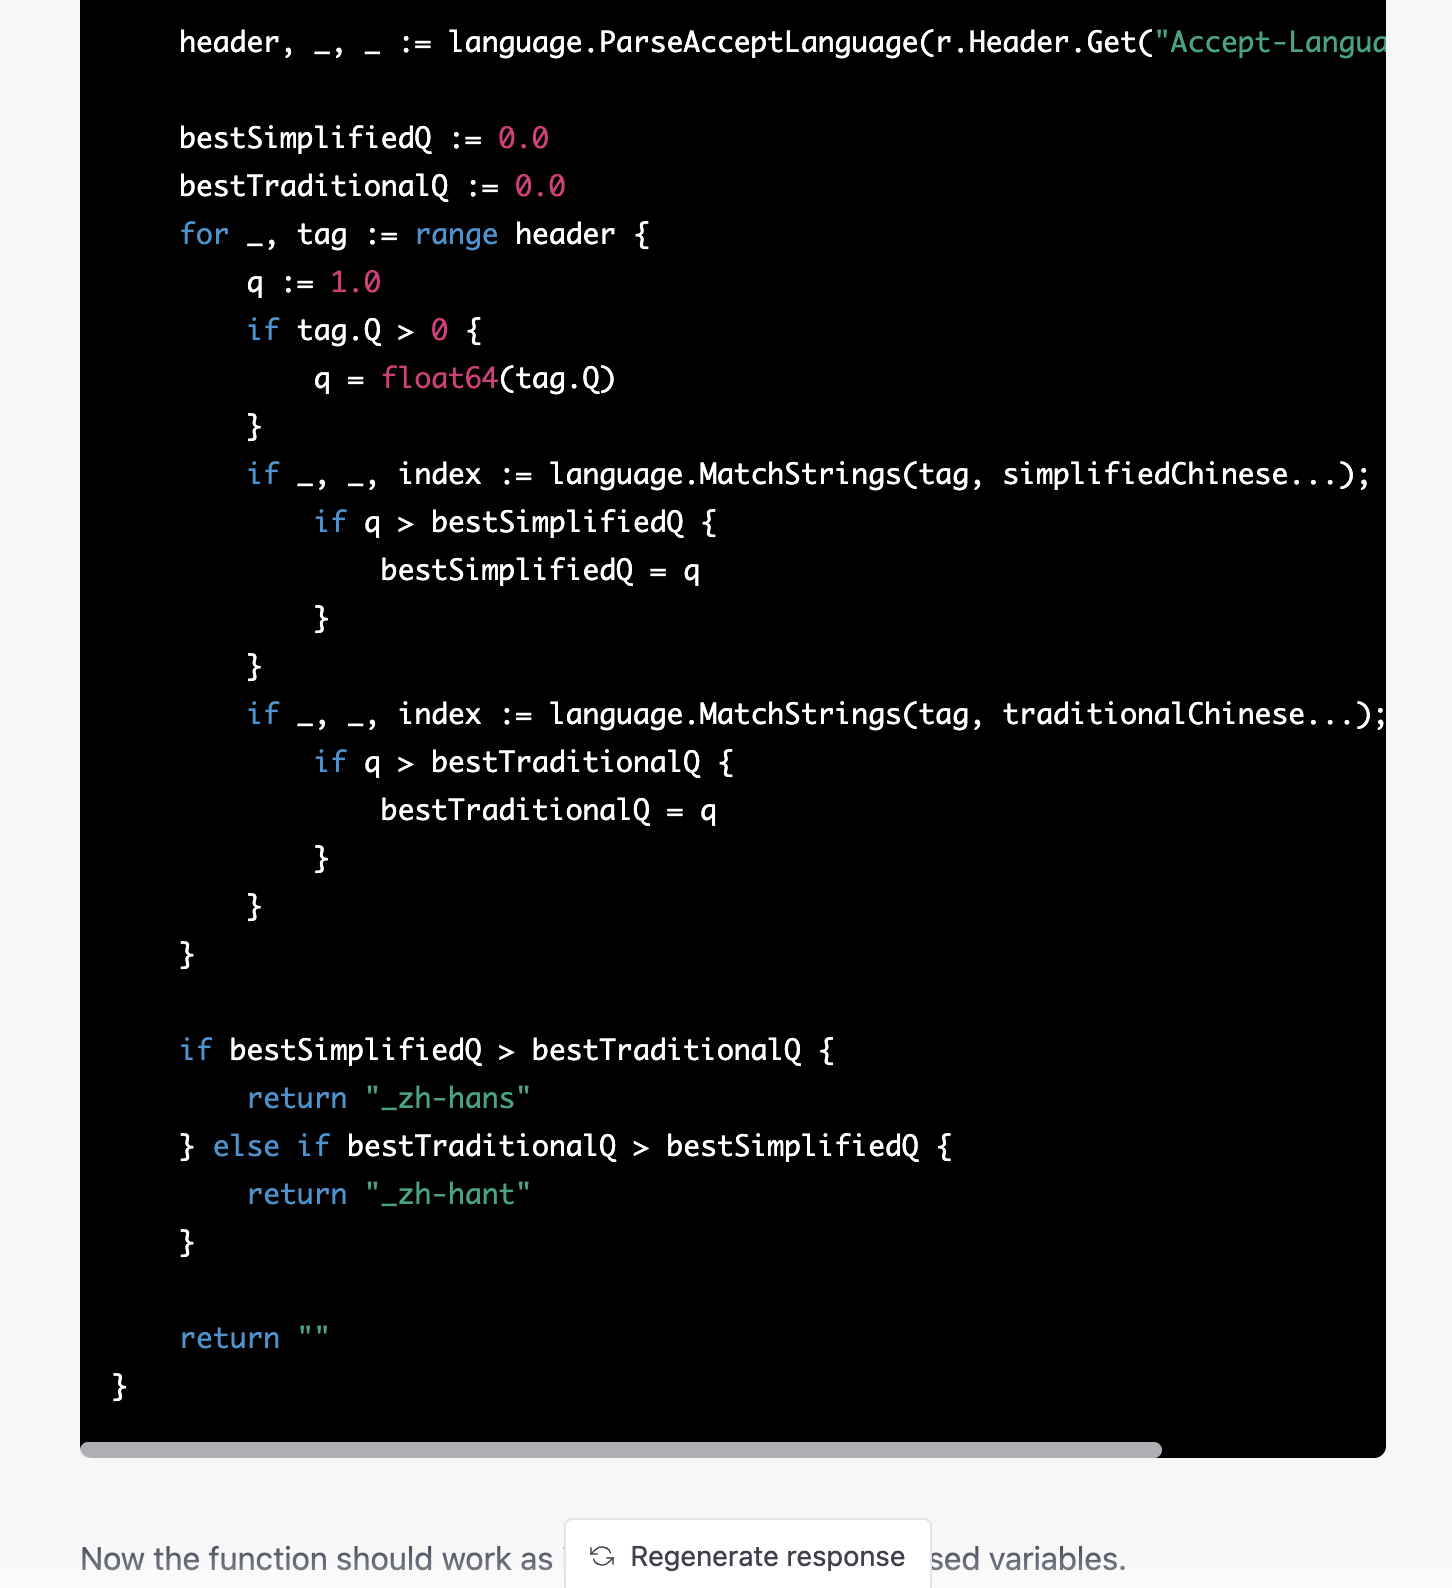 header, _, _ := language.ParseAcceptLanguage(r.Header.Get("Accept-Langua
bestSimplifiedQ := 0.0
bestTraditionalQ := 0.0
for _, tag := range header {
q := 1.0
if tag.Q > 0 {
q = float64(tag.Q)
}
if _, _, index := language.MatchStrings(tag, simplifiedChinese...);
if q > bestSimplifiedQ {
bestSimplifiedQ = q
}
}
if _, _, index := language.MatchStrings(tag, traditionalChinese...);
if q > bestTraditionalQ {
bestTraditionalQ = q
}
}
}
if bestSimplifiedQ > bestTraditionalQ {
return "_zh-hans"
} else if bestTraditionalQ > bestSimplifiedQ {
return "_zh-hant"
}
return ""
}
Now the function should work as
Regenerate response
sed variables.